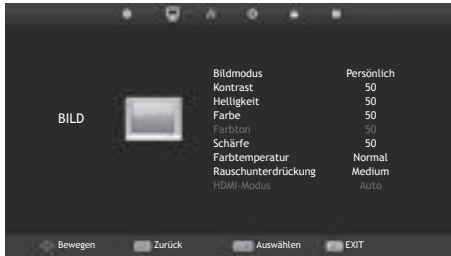 BILD
Bildmodus Persönlich
Kontrast 50
Helligkeit 50
Farbe 50
Farbton 50
Schärfe 50
Farbtemperatur Normal
Rauschunterdrückung Medium
HDMI-Modus Auto
Bewegen Zurück Auswählen EXIT